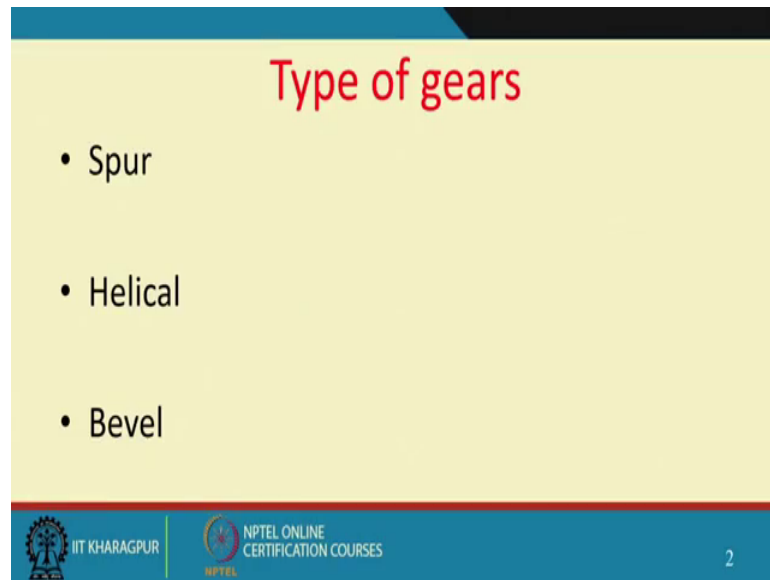 Type of gears
• Spur
• Helical
• Bevel
IIT KHARAGPUR
NPTEL
NPTEL ONLINE
CERTIFICATION COURSES
2